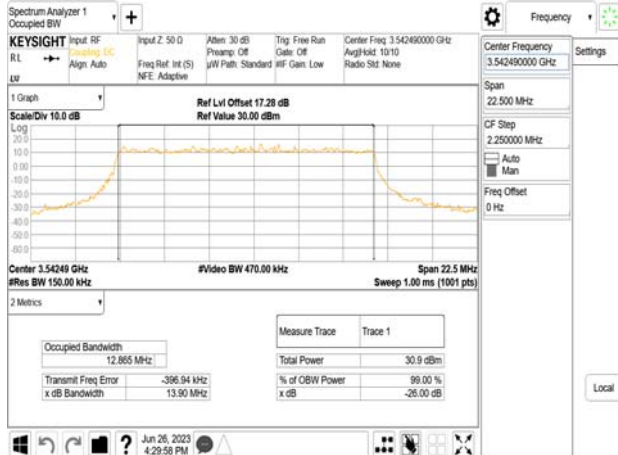 Spectrum Analyzer 1
Occupied BW
+
Frequency
KEYSIGHT
RL
LXI
Input: RF
Coupling: DC
Align: Auto
Input Z: 50 Ω
Freq Ref: Int (S)
NFE: Adaptive
Atten: 30 dB
Preamp: Off
µW Path: Standard
Trig: Free Run
Gate: Off
#IF Gain: Low
Center Freq: 3.542490000 GHz
Avg|Hold: 10/10
Radio Std: None
Center Frequency
3.542490000 GHz
Settings
Span
22.500 MHz
CF Step
2.250000 MHz
Auto
Man
Freq Offset
0 Hz
Local
1 Graph
Scale/Div 10.0 dB
Ref Lvl Offset 17.28 dB
Ref Value 30.00 dBm
Log
20.0
10.0
0.00
-10.0
-20.0
-30.0
-40.0
-50.0
-60.0
Center 3.54249 GHz
#Res BW 150.00 kHz
#Video BW 470.00 kHz
Span 22.5 MHz
Sweep 1.00 ms (1001 pts)
2 Metrics
Measure Trace
Trace 1
Occupied Bandwidth
12.865 MHz
Total Power
30.9 dBm
Transmit Freq Error
-396.94 kHz
% of OBW Power
99.00 %
x dB Bandwidth
13.90 MHz
x dB
-26.00 dB
?
Jun 26, 2023
4:29:58 PM